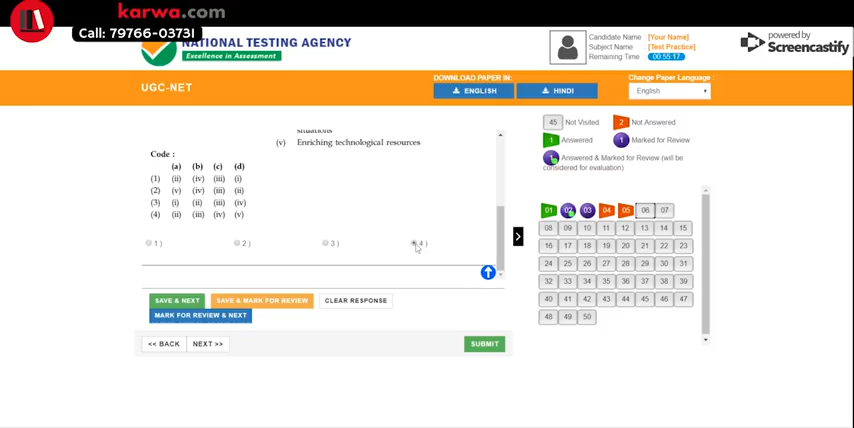 karwa.com
Call: 79766-03731
NATIONAL TESTING AGENCY
Excellence in Assessment
Candidate Name : [Your Name]
Subject Name : [Test Practice]
Remaining Time : 00:55:17
powered by
Screencastify
UGC-NET
DOWNLOAD PAPER IN:
ENGLISH
HINDI
Change Paper Language :
English
situations
(v) Enriching technological resources
Code :
(a) (b) (c) (d)
(1) (ii) (iv) (iii) (i)
(2) (v) (iv) (iii) (ii)
(3) (i) (ii) (iii) (iv)
(4) (ii) (iii) (iv) (v)
1 ) 2 ) 3 ) 4 )
SAVE & NEXT SAVE & MARK FOR REVIEW CLEAR RESPONSE
MARK FOR REVIEW & NEXT
<< BACK NEXT >> SUBMIT
45 Not Visited 2 Not Answered
1 Answered 1 Marked for Review
1 Answered & Marked for Review (will be
considered for evaluation)
01 02 03 04 05 06 07
08 09 10 11 12 13 14 15
16 17 18 19 20 21 22 23
24 25 26 27 28 29 30 31
32 33 34 35 36 37 38 39
40 41 42 43 44 45 46 47
48 49 50